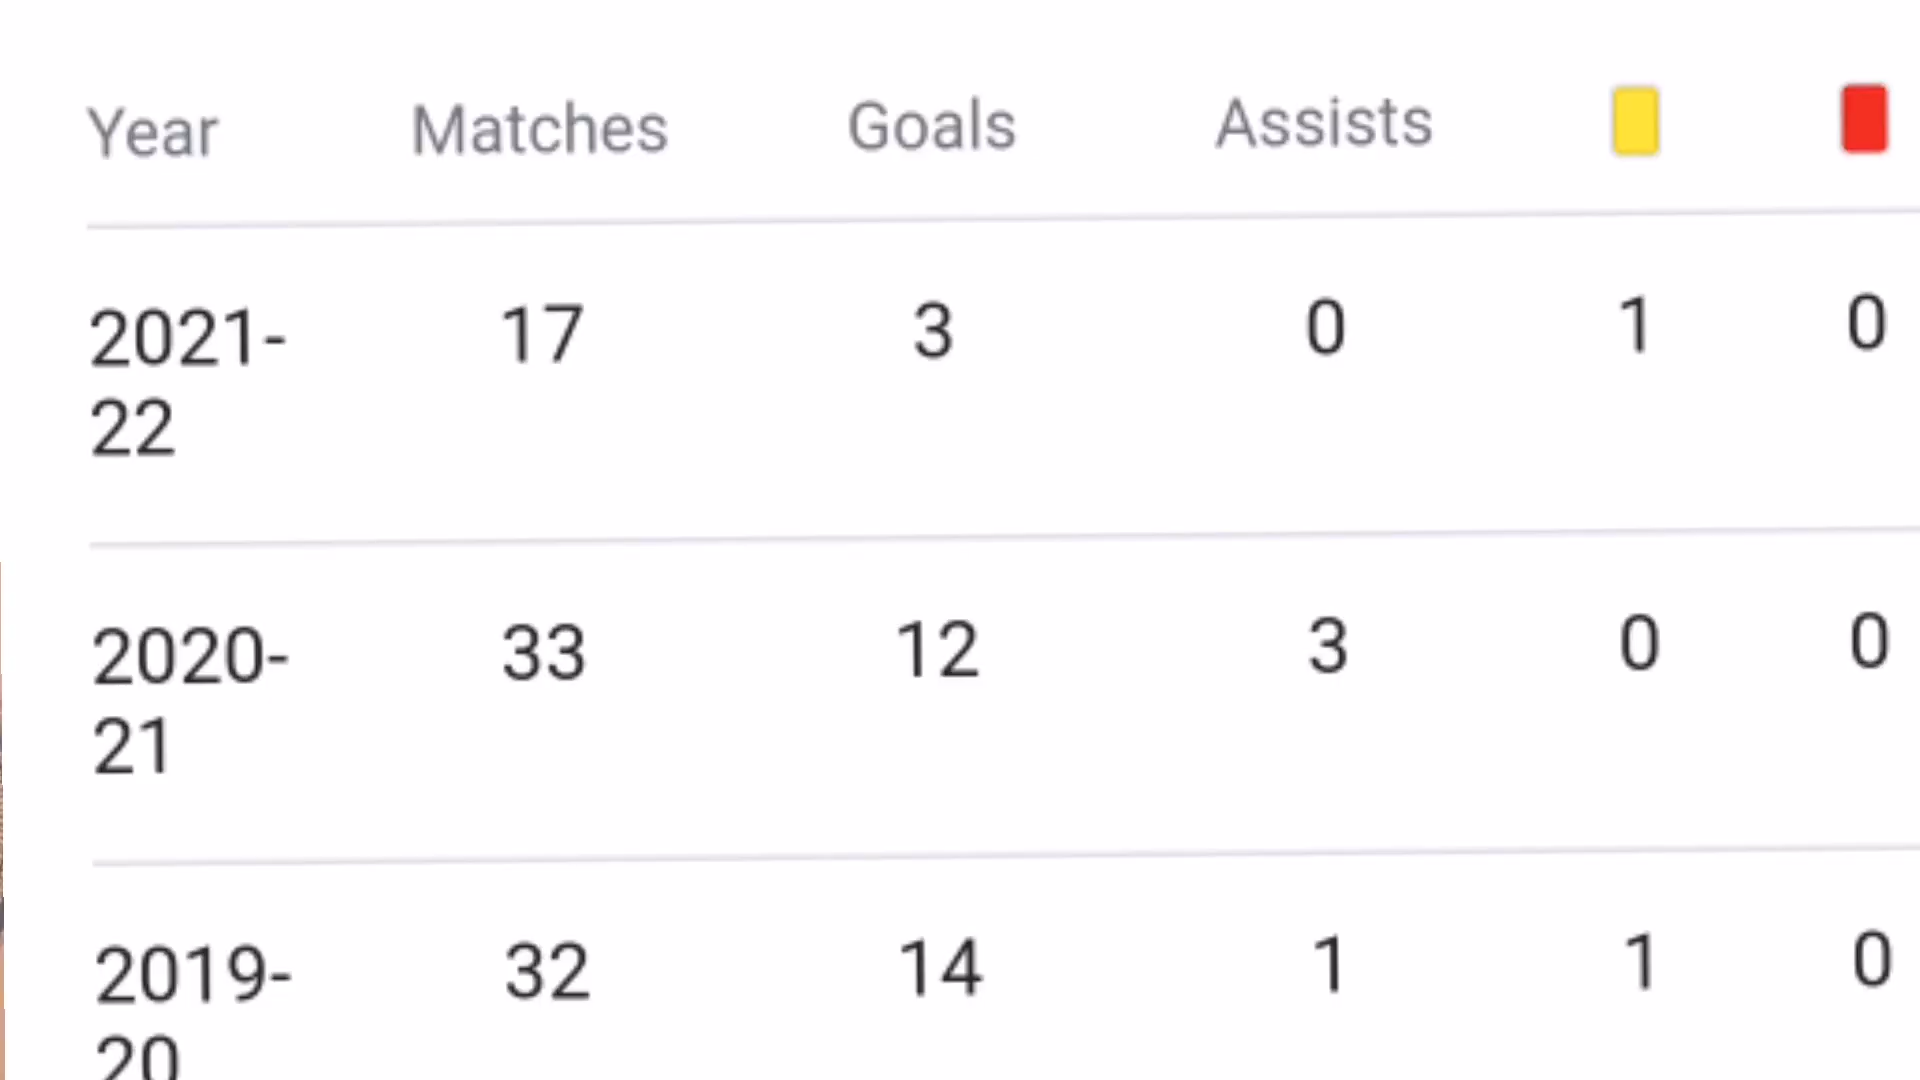 Year Matches Goals Assists
2021- 17 3 0 1 0
22
2020- 33 12 3 0 0
21
2019- 32 14 1 1 0
20